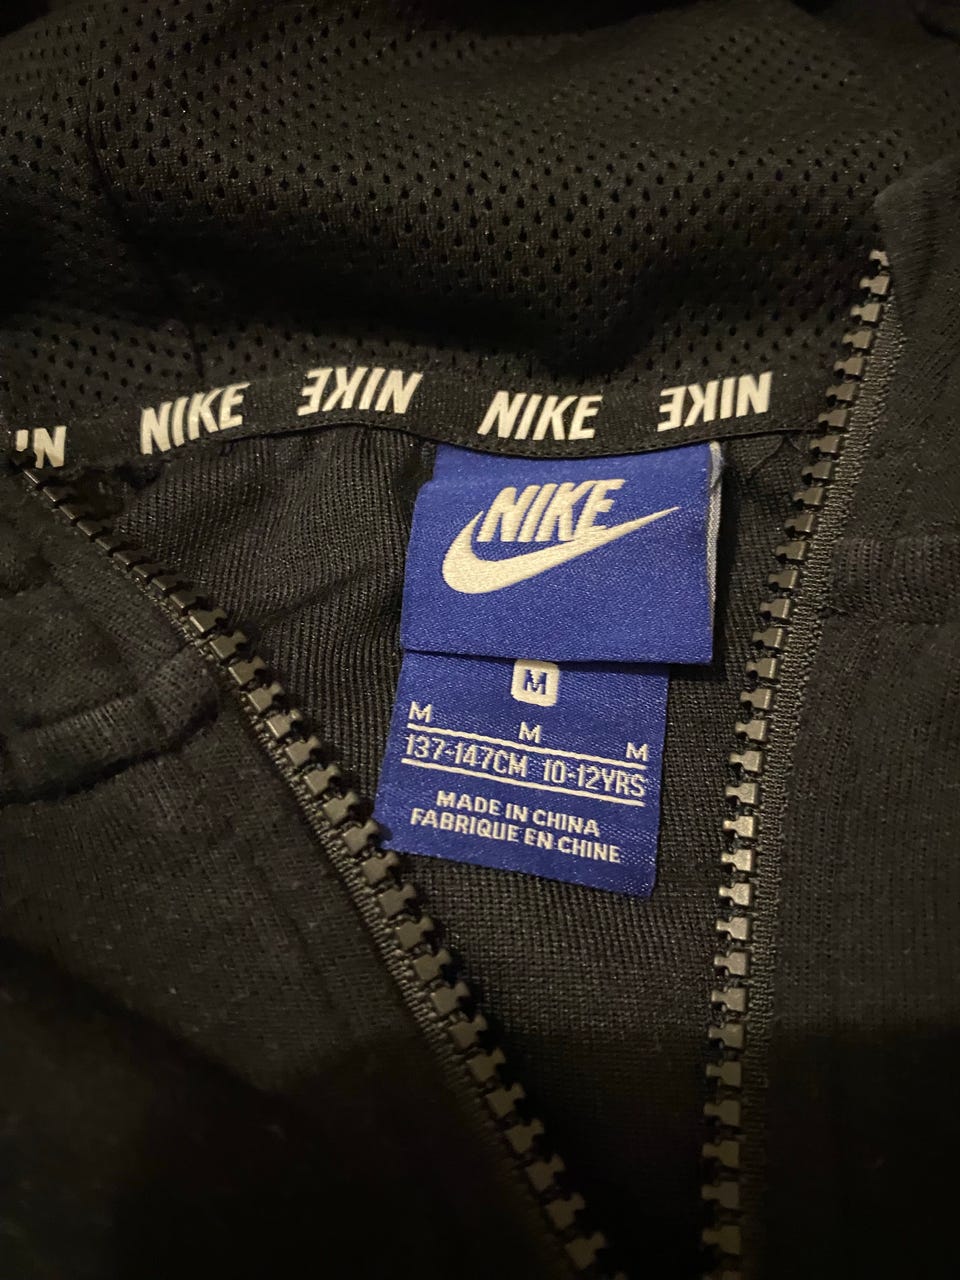 NIKE NIKE NIKE NIKE
NIKE
M
M M M
137-147CM 10-12YRS
MADE IN CHINA
FABRIQUE EN CHINE